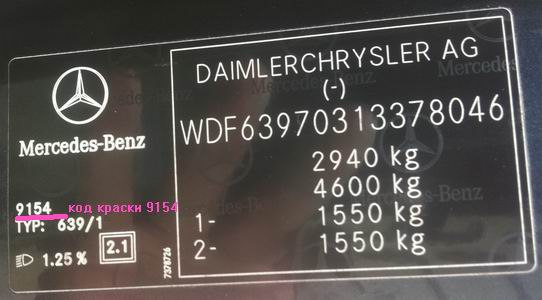 Mercedes-Benz
9154 код краски 9154
TYP: 639/1
1.25 %
2.1
7378726
DAIMLERCHRYSLER AG
(-)
WDF63970313378046
2940 kg
4600 kg
1- 1550 kg
2- 1550 kg